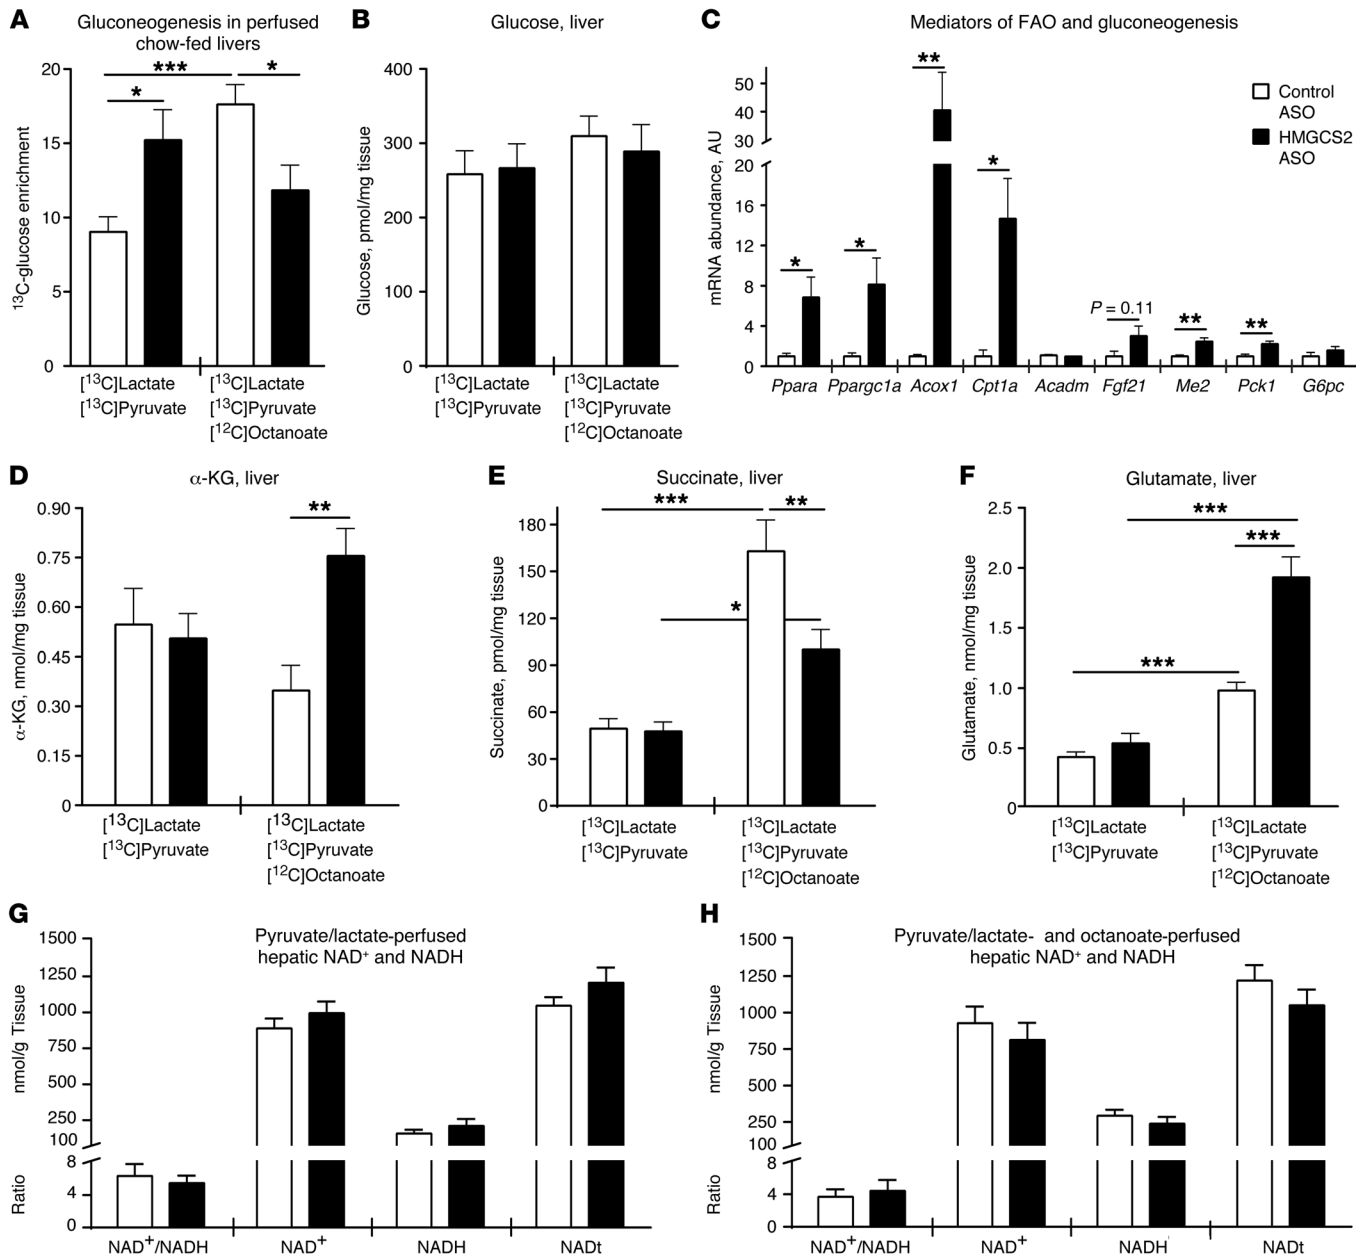 A
Gluconeogenesis in perfused
chow-fed livers
***
*
*
¹³C-glucose enrichment
20
15
10
5
0
[¹³C]Lactate
[¹³C]Pyruvate
[¹³C]Lactate
[¹³C]Pyruvate
[¹²C]Octanoate
B
Glucose, liver
Glucose, pmol/mg tissue
400
300
200
100
0
[¹³C]Lactate
[¹³C]Pyruvate
[¹³C]Lactate
[¹³C]Pyruvate
[¹²C]Octanoate
C
Mediators of FAO and gluconeogenesis
mRNA abundance, AU
50
40
30
20
16
12
8
4
0
*
*
**
*
P = 0.11
**
**
Control
ASO
HMGCS2
ASO
Ppara Ppargc1a Acox1 Cpt1a Acadm Fgf21 Me2 Pck1 G6pc
D
α-KG, liver
α-KG, nmol/mg tissue
0.90
0.75
0.60
0.45
0.30
0.15
0
**
[¹³C]Lactate
[¹³C]Pyruvate
[¹³C]Lactate
[¹³C]Pyruvate
[¹²C]Octanoate
E
Succinate, liver
Succinate, pmol/mg tissue
180
150
120
90
60
30
0
***
**
*
[¹³C]Lactate
[¹³C]Pyruvate
[¹³C]Lactate
[¹³C]Pyruvate
[¹²C]Octanoate
F
Glutamate, liver
Glutamate, nmol/mg tissue
2.5
2.0
1.5
1.0
0.5
0
***
***
***
[¹³C]Lactate
[¹³C]Pyruvate
[¹³C]Lactate
[¹³C]Pyruvate
[¹²C]Octanoate
G
Pyruvate/lactate-perfused
hepatic NAD⁺ and NADH
nmol/g Tissue
Ratio
1500
1250
1000
750
500
250
100
8
4
0
NAD⁺/NADH NAD⁺ NADH NADt
H
Pyruvate/lactate- and octanoate-perfused
hepatic NAD⁺ and NADH
nmol/g Tissue
Ratio
1500
1250
1000
750
500
250
100
8
4
0
NAD⁺/NADH NAD⁺ NADH NADt